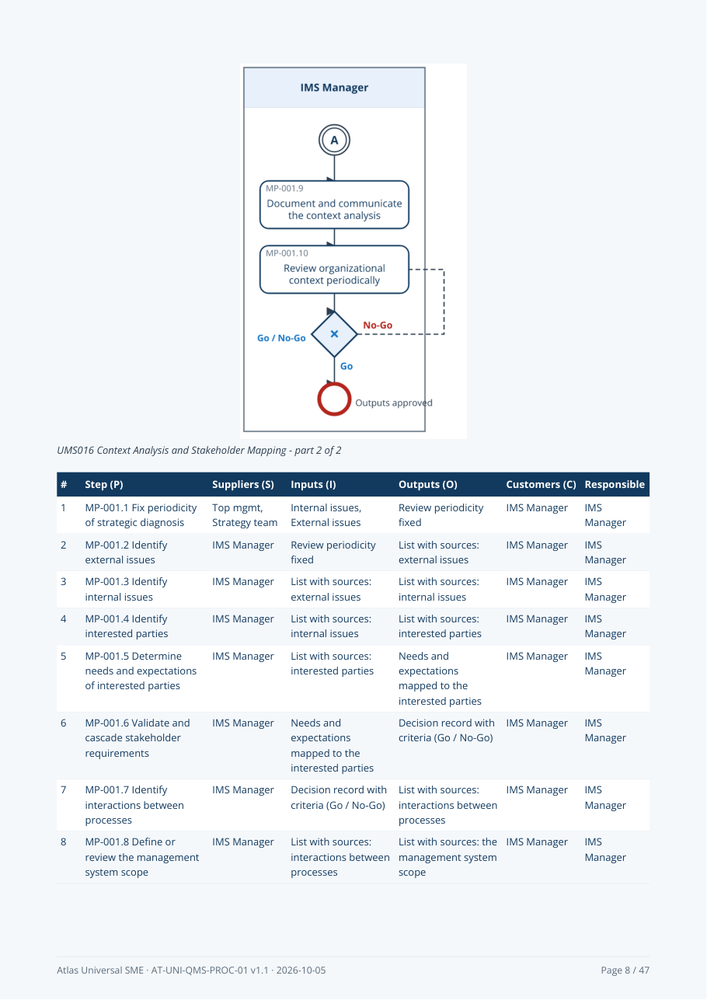 IMS Manager
A
MP-001.9
Document and communicate
the context analysis
MP-001.10
Review organizational
context periodically
No-Go
Go / No-Go
Go
Outputs approved
UMS016 Context Analysis and Stakeholder Mapping - part 2 of 2
# Step (P) Suppliers (S) Inputs (I) Outputs (O) Customers (C) Responsible
1 MP-001.1 Fix periodicity Top mgmt, Internal issues, Review periodicity IMS Manager IMS
of strategic diagnosis Strategy team External issues fixed Manager
2 MP-001.2 Identify IMS Manager Review periodicity List with sources: IMS Manager IMS
external issues fixed external issues Manager
3 MP-001.3 Identify IMS Manager List with sources: List with sources: IMS Manager IMS
internal issues external issues internal issues Manager
4 MP-001.4 Identify IMS Manager List with sources: List with sources: IMS Manager IMS
interested parties internal issues interested parties Manager
5 MP-001.5 Determine IMS Manager List with sources: Needs and IMS Manager IMS
needs and expectations interested parties expectations Manager
of interested parties mapped to the
interested parties
6 MP-001.6 Validate and IMS Manager Needs and Decision record with IMS Manager IMS
cascade stakeholder expectations criteria (Go / No-Go) Manager
requirements mapped to the
interested parties
7 MP-001.7 Identify IMS Manager Decision record with List with sources: IMS Manager IMS
interactions between criteria (Go / No-Go) interactions between Manager
processes processes
8 MP-001.8 Define or IMS Manager List with sources: List with sources: the IMS Manager IMS
review the management interactions between management system Manager
system scope processes scope
Atlas Universal SME · AT-UNI-QMS-PROC-01 v1.1 · 2026-10-05 Page 8 / 47